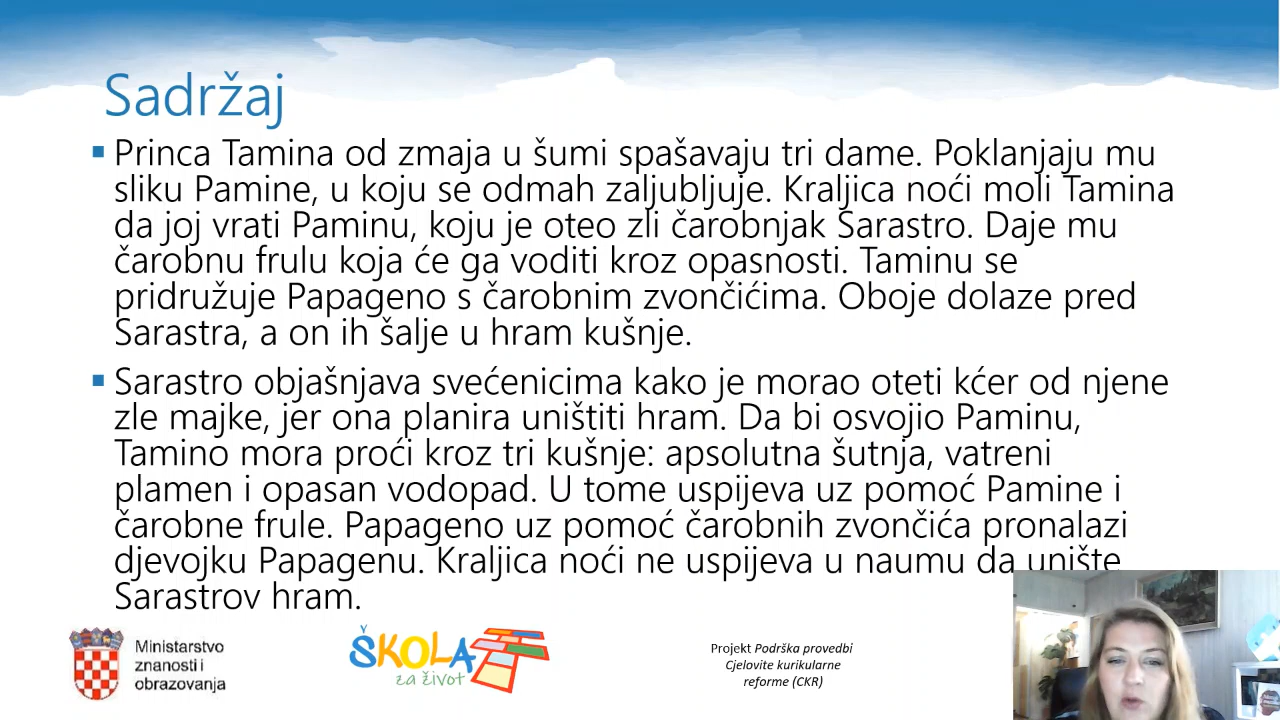 Sadržaj
Princa Tamina od zmaja u šumi spašavaju tri dame. Poklanjaju mu
sliku Pamine, u koju se odmah zaljubljuje. Kraljica noći moli Tamina
da joj vrati Paminu, koju je oteo zli čarobnjak Sarastro. Daje mu
čarobnu frulu koja će ga voditi kroz opasnosti. Taminu se
pridružuje Papageno s čarobnim zvončićima. Oboje dolaze pred
Sarastra, a on ih šalje u hram kušnje.
Sarastro objašnjava svećenicima kako je morao oteti kćer od njene
zle majke, jer ona planira uništiti hram. Da bi osvojio Paminu,
Tamino mora proći kroz tri kušnje: apsolutna šutnja, vatreni
plamen i opasan vodopad. U tome uspijeva uz pomoć Pamine i
čarobne frule. Papageno uz pomoć čarobnih zvončića pronalazi
djevojku Papagenu. Kraljica noći ne uspijeva u naumu da unište
Sarastrov hram.
Ministarstvo
znanosti i
obrazovanja
ŠKOLA
za život
Projekt Podrška provedbi
Cjelovite kurikularne
reforme (CKR)